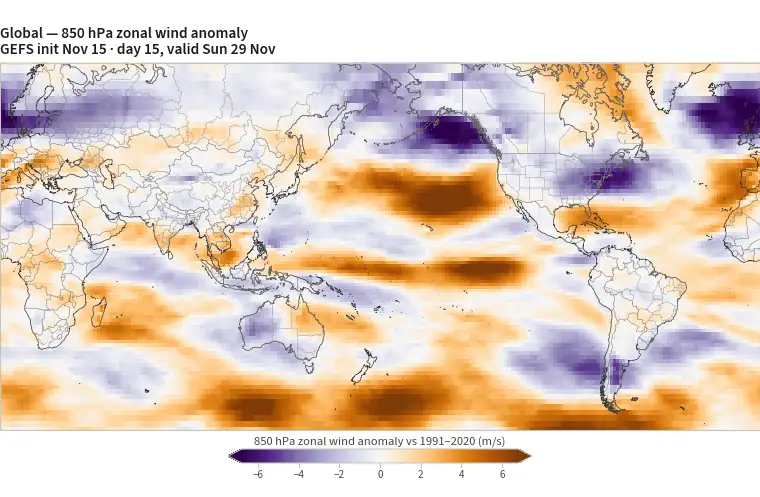 Global — 850 hPa zonal wind anomaly
GEFS init Nov 15 · day 15, valid Sun 29 Nov
850 hPa zonal wind anomaly vs 1991–2020 (m/s)
−6 −4 −2 0 2 4 6